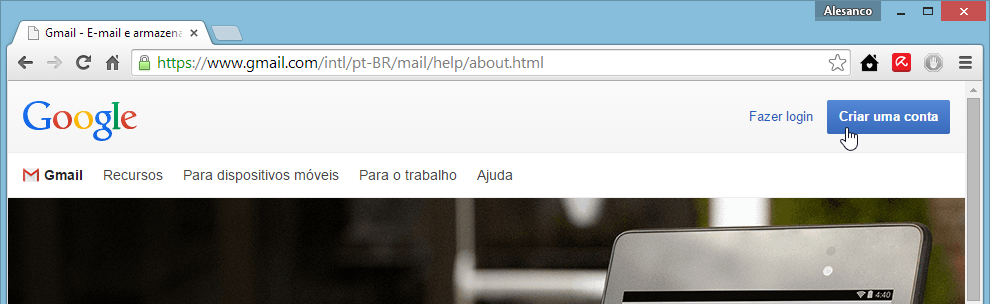 Alesanco
Gmail - E-mail e armazena
https://www.gmail.com/intl/pt-BR/mail/help/about.html
Google
Fazer login
Criar uma conta
Gmail Recursos Para dispositivos móveis Para o trabalho Ajuda
4:40